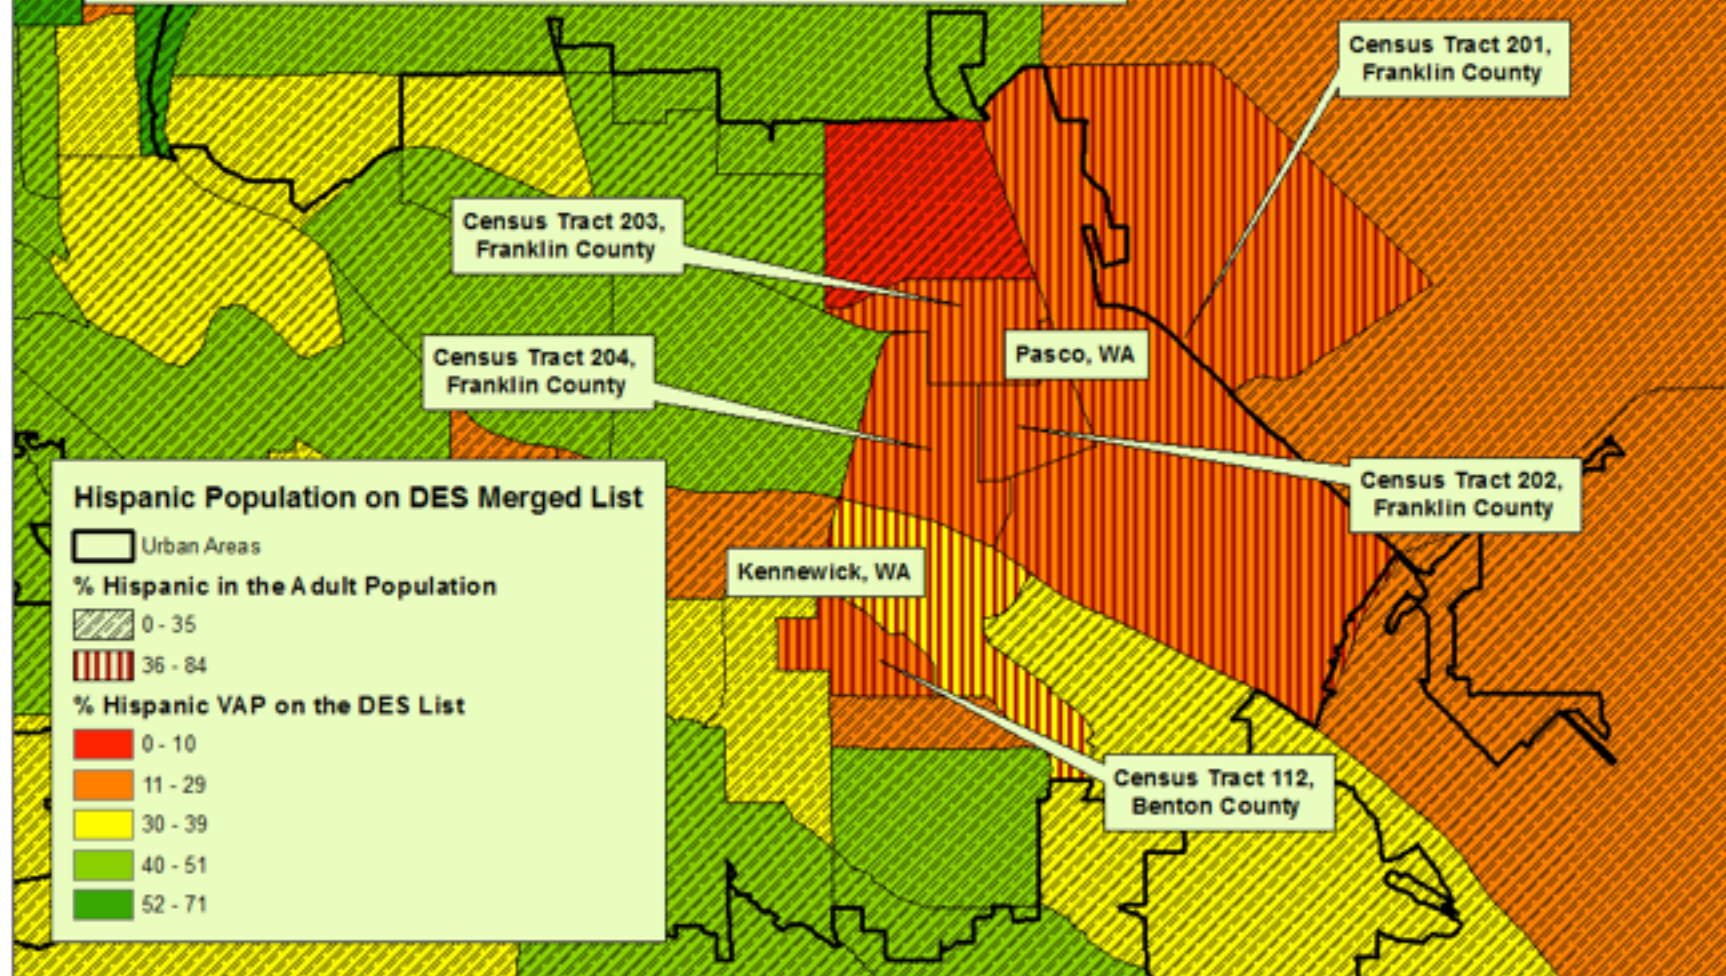 Census Tract 201,
Franklin County
Census Tract 203,
Franklin County
Pasco, WA
Census Tract 204,
Franklin County
Census Tract 202,
Franklin County
Kennewick, WA
Census Tract 112,
Benton County
Hispanic Population on DES Merged List
Urban Areas
% Hispanic in the Adult Population
0 - 35
36 - 84
% Hispanic VAP on the DES List
0 - 10
11 - 29
30 - 39
40 - 51
52 - 71